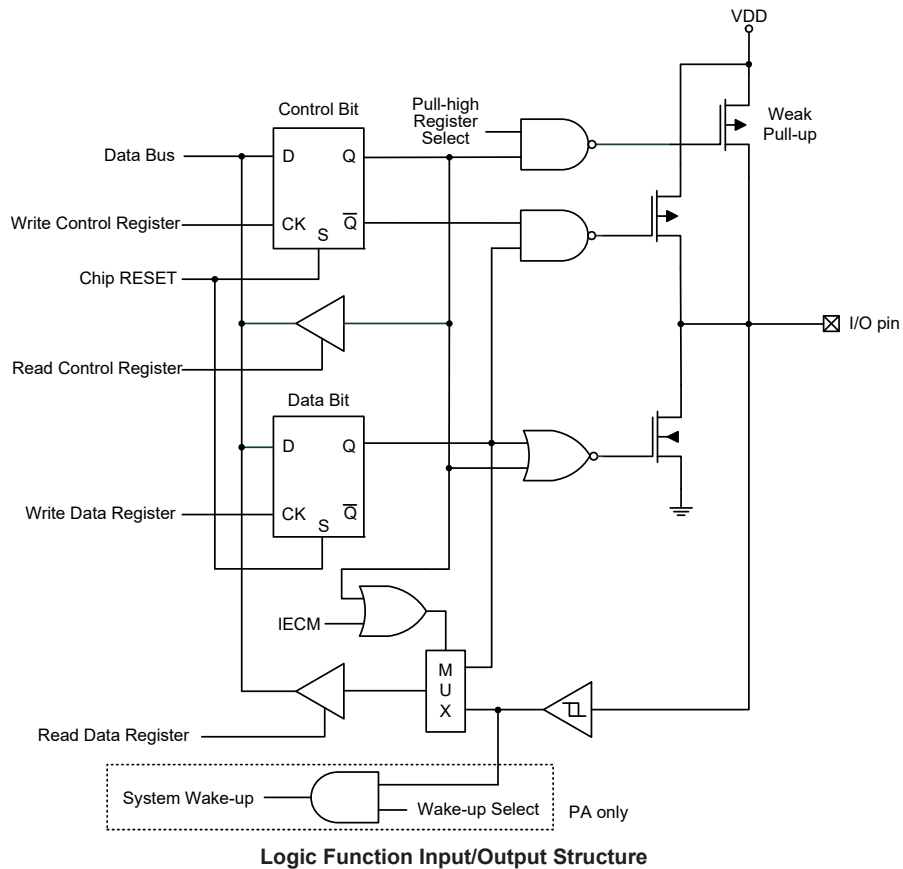 VDD
Weak
Pull-up
Pull-high
Register
Select
Control Bit
Data Bus
D
Q
Write Control Register
CK
S
Q̅
Chip RESET
I/O pin
Read Control Register
Data Bit
D
Q
Write Data Register
CK
S
Q̅
IECM
M
U
X
Read Data Register
System Wake-up
Wake-up Select
PA only
Logic Function Input/Output Structure